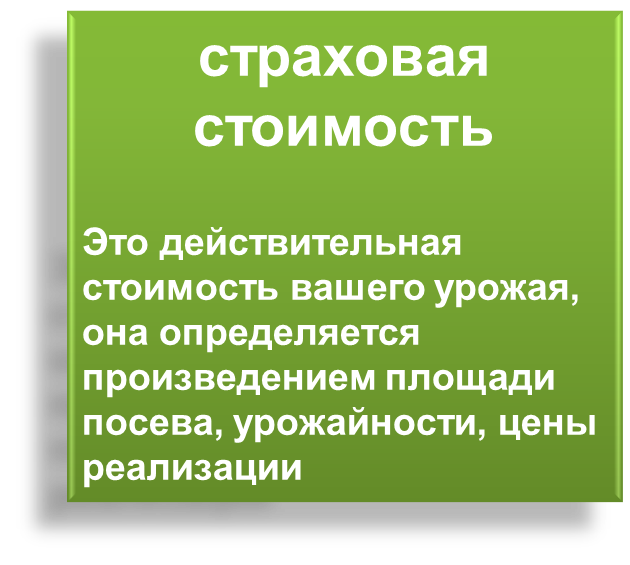 страховая
стоимость
Это действительная
стоимость вашего урожая,
она определяется
произведением площади
посева, урожайности, цены
реализации